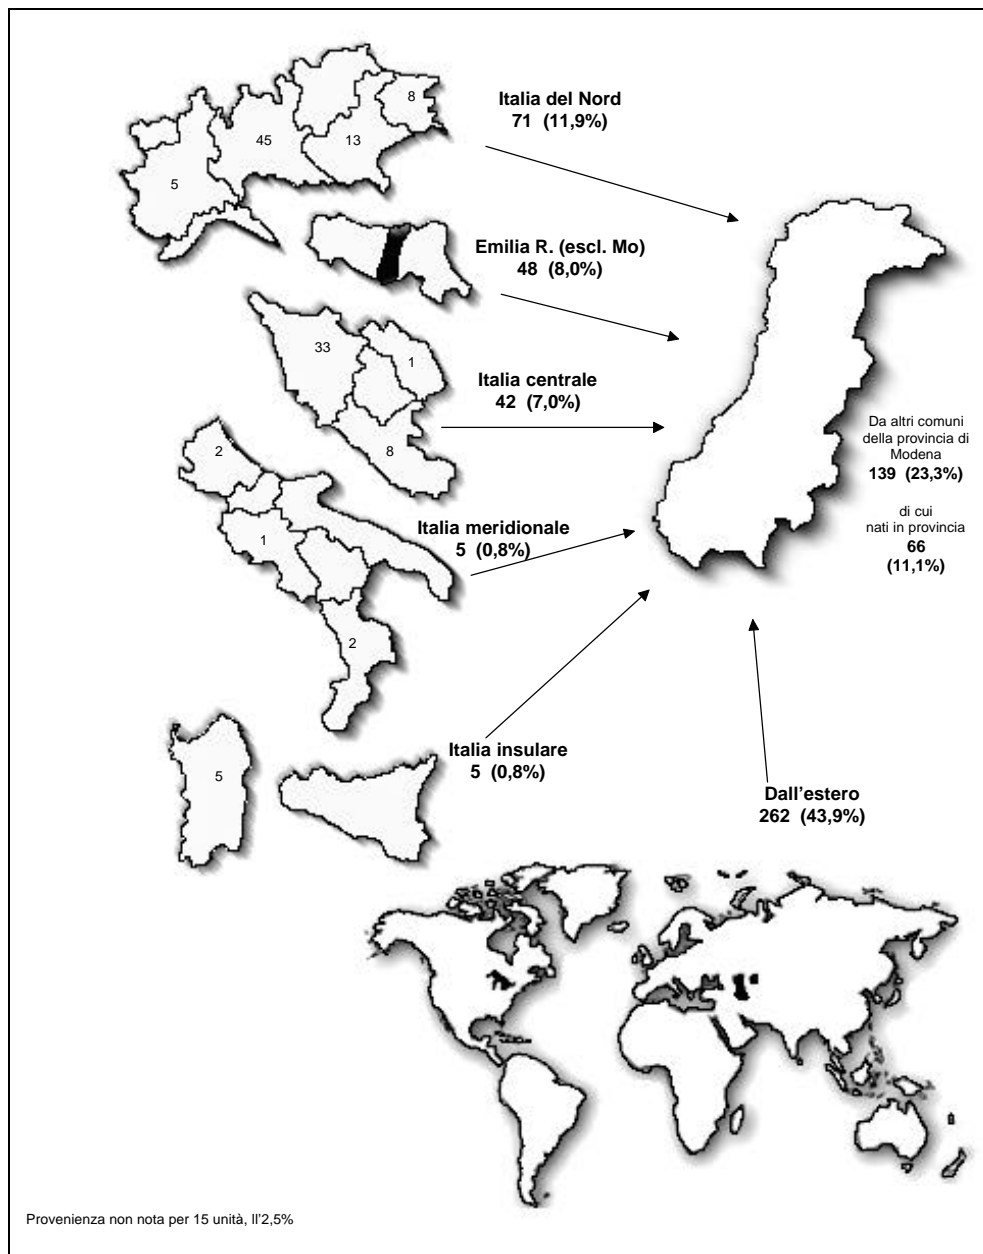 8
Italia del Nord
71 (11,9%)
45
13
5
Emilia R. (escl. Mo)
48 (8,0%)
33
1
Italia centrale
42 (7,0%)
8
Da altri comuni
della provincia di
Modena
139 (23,3%)
di cui
nati in provincia
66
(11,1%)
2
Italia meridionale
5 (0,8%)
1
2
Italia insulare
5 (0,8%)
5
Dall'estero
262 (43,9%)
Provenienza non nota per 15 unità, Il'2,5%